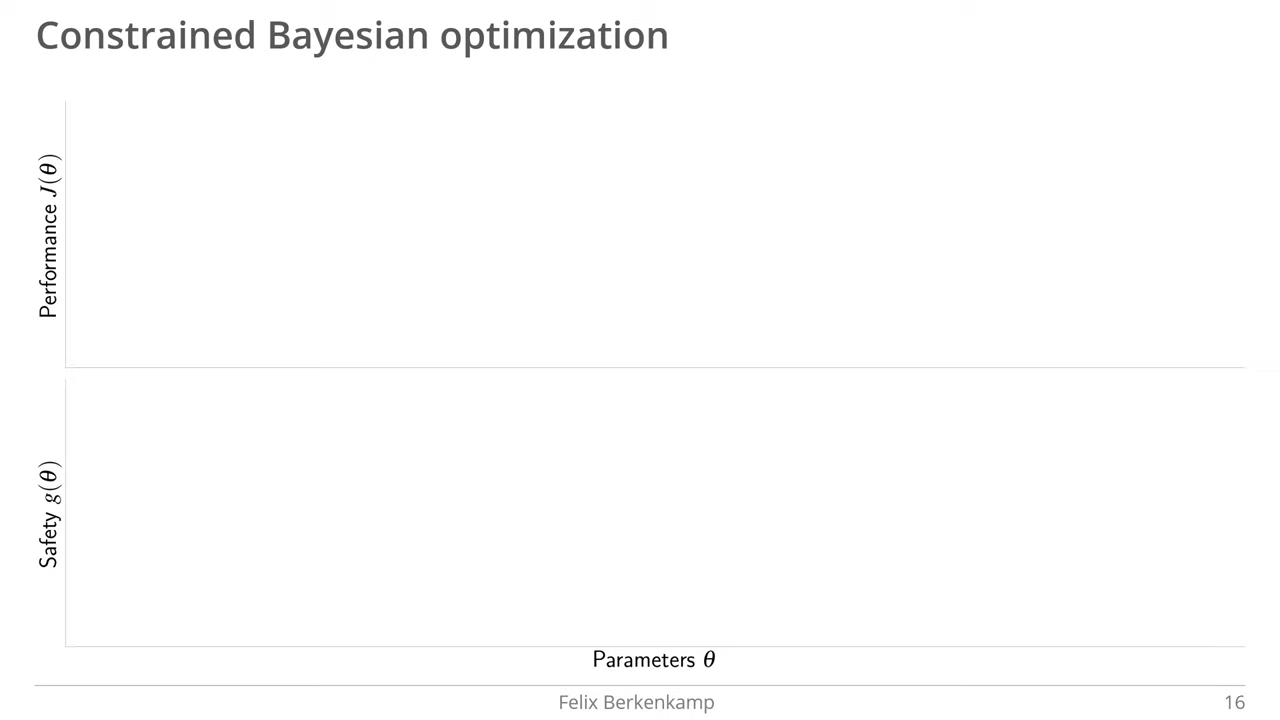 Constrained Bayesian optimization
Performance J(θ)
Safety g(θ)
Parameters θ
Felix Berkenkamp
16